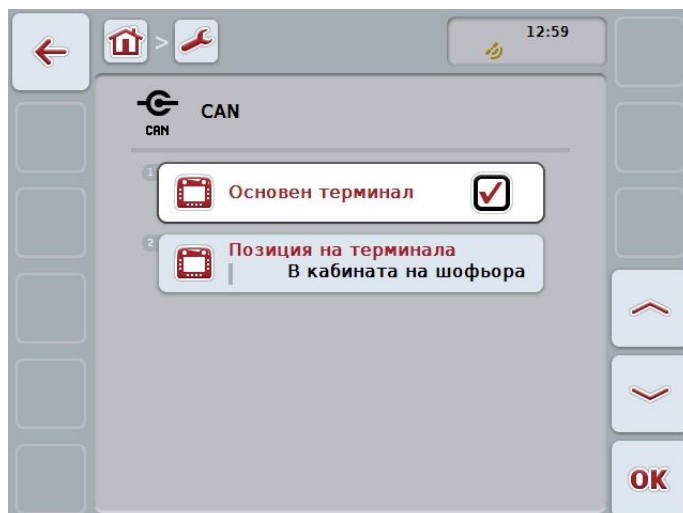 >
12:59
CAN
CAN
1
Основен терминал
2
Позиция на терминала
В кабината на шофьора
OK